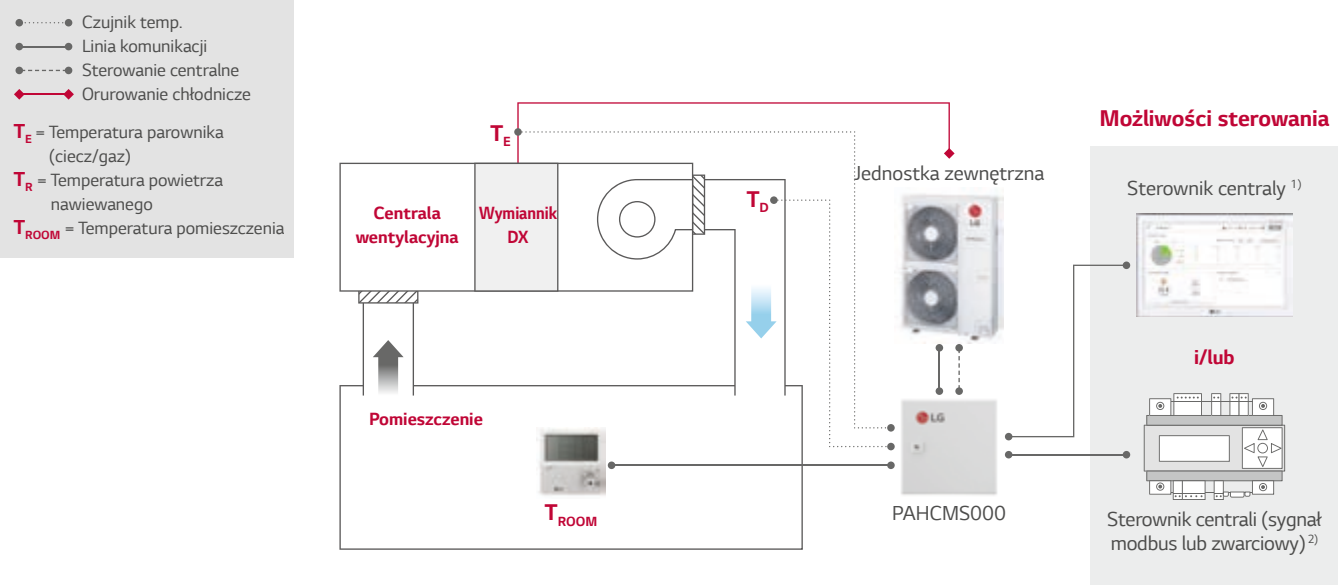 Czujnik temp.
Linia komunikacji
Sterowanie centralne
Orurowanie chłodnicze
TE = Temperatura parownika
(ciecz/gaz)
TR = Temperatura powietrza
nawiewanego
TROOM = Temperatura pomieszczenia
TE
Centrala
wentylacyjna
Wymiannik
DX
TD
Jednostka zewnętrzna
LG
Pomieszczenie
TROOM
LG
PAHCMS000
Możliwości sterowania
Sterownik centraly 1)
i/lub
Sterownik centrali (sygnał
modbus lub zwarciowy) 2)